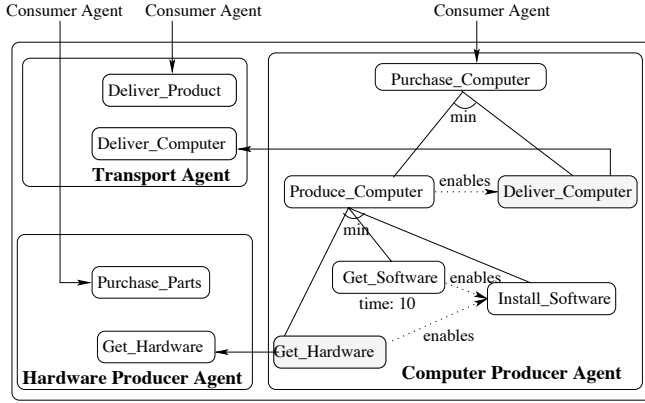 Consumer Agent
Consumer Agent
Consumer Agent
Deliver_Product
Deliver_Computer
Transport Agent
Purchase_Computer
min
Produce_Computer
enables
Deliver_Computer
min
Get_Software
enables
time: 10
Install_Software
enables
Get_Hardware
Computer Producer Agent
Purchase_Parts
Get_Hardware
Hardware Producer Agent